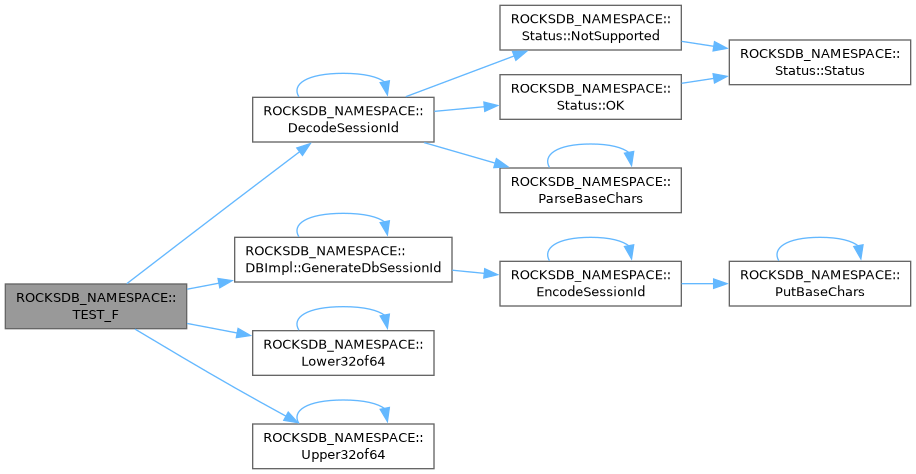 ROCKSDB_NAMESPACE::
TEST_F
ROCKSDB_NAMESPACE::
DecodeSessionId
ROCKSDB_NAMESPACE::
Status::NotSupported
ROCKSDB_NAMESPACE::
Status::Status
ROCKSDB_NAMESPACE::
Status::OK
ROCKSDB_NAMESPACE::
ParseBaseChars
ROCKSDB_NAMESPACE::
DBImpl::GenerateDbSessionId
ROCKSDB_NAMESPACE::
EncodeSessionId
ROCKSDB_NAMESPACE::
PutBaseChars
ROCKSDB_NAMESPACE::
Lower32of64
ROCKSDB_NAMESPACE::
Upper32of64